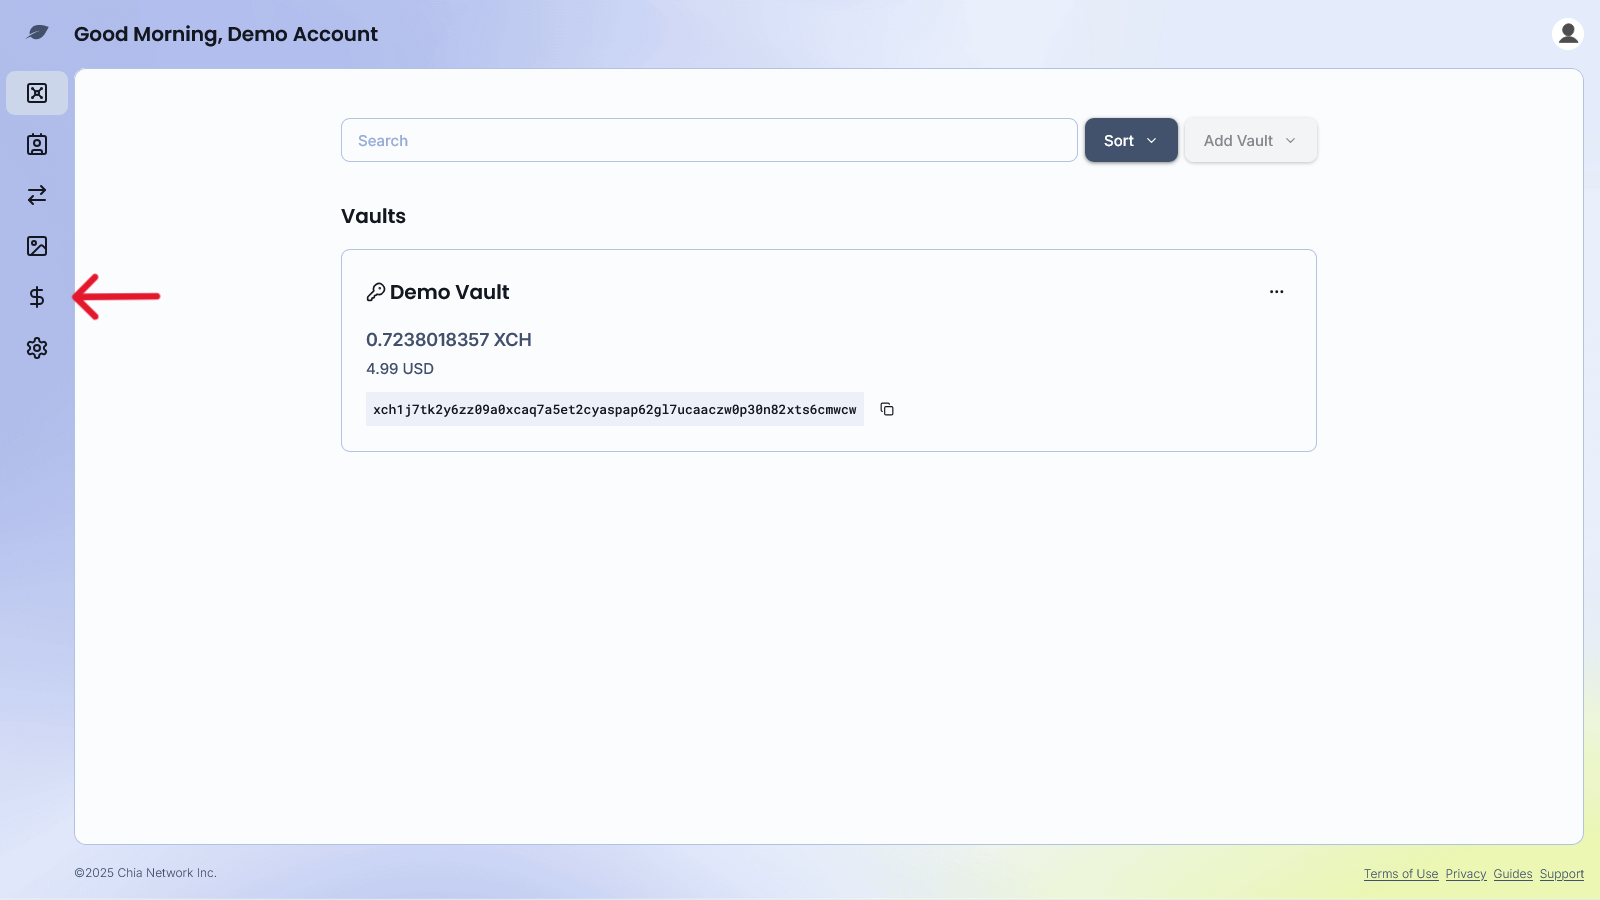 Good Morning, Demo Account
Search
Sort
Add Vault
Vaults
Demo Vault
0.7238018357 XCH
4.99 USD
xch1j7tk2y6zz09a0xcaq7a5et2cyaspap62gl7ucaaczw0p30n82xts6cmwcw
©2025 Chia Network Inc.
Terms of Use Privacy Guides Support